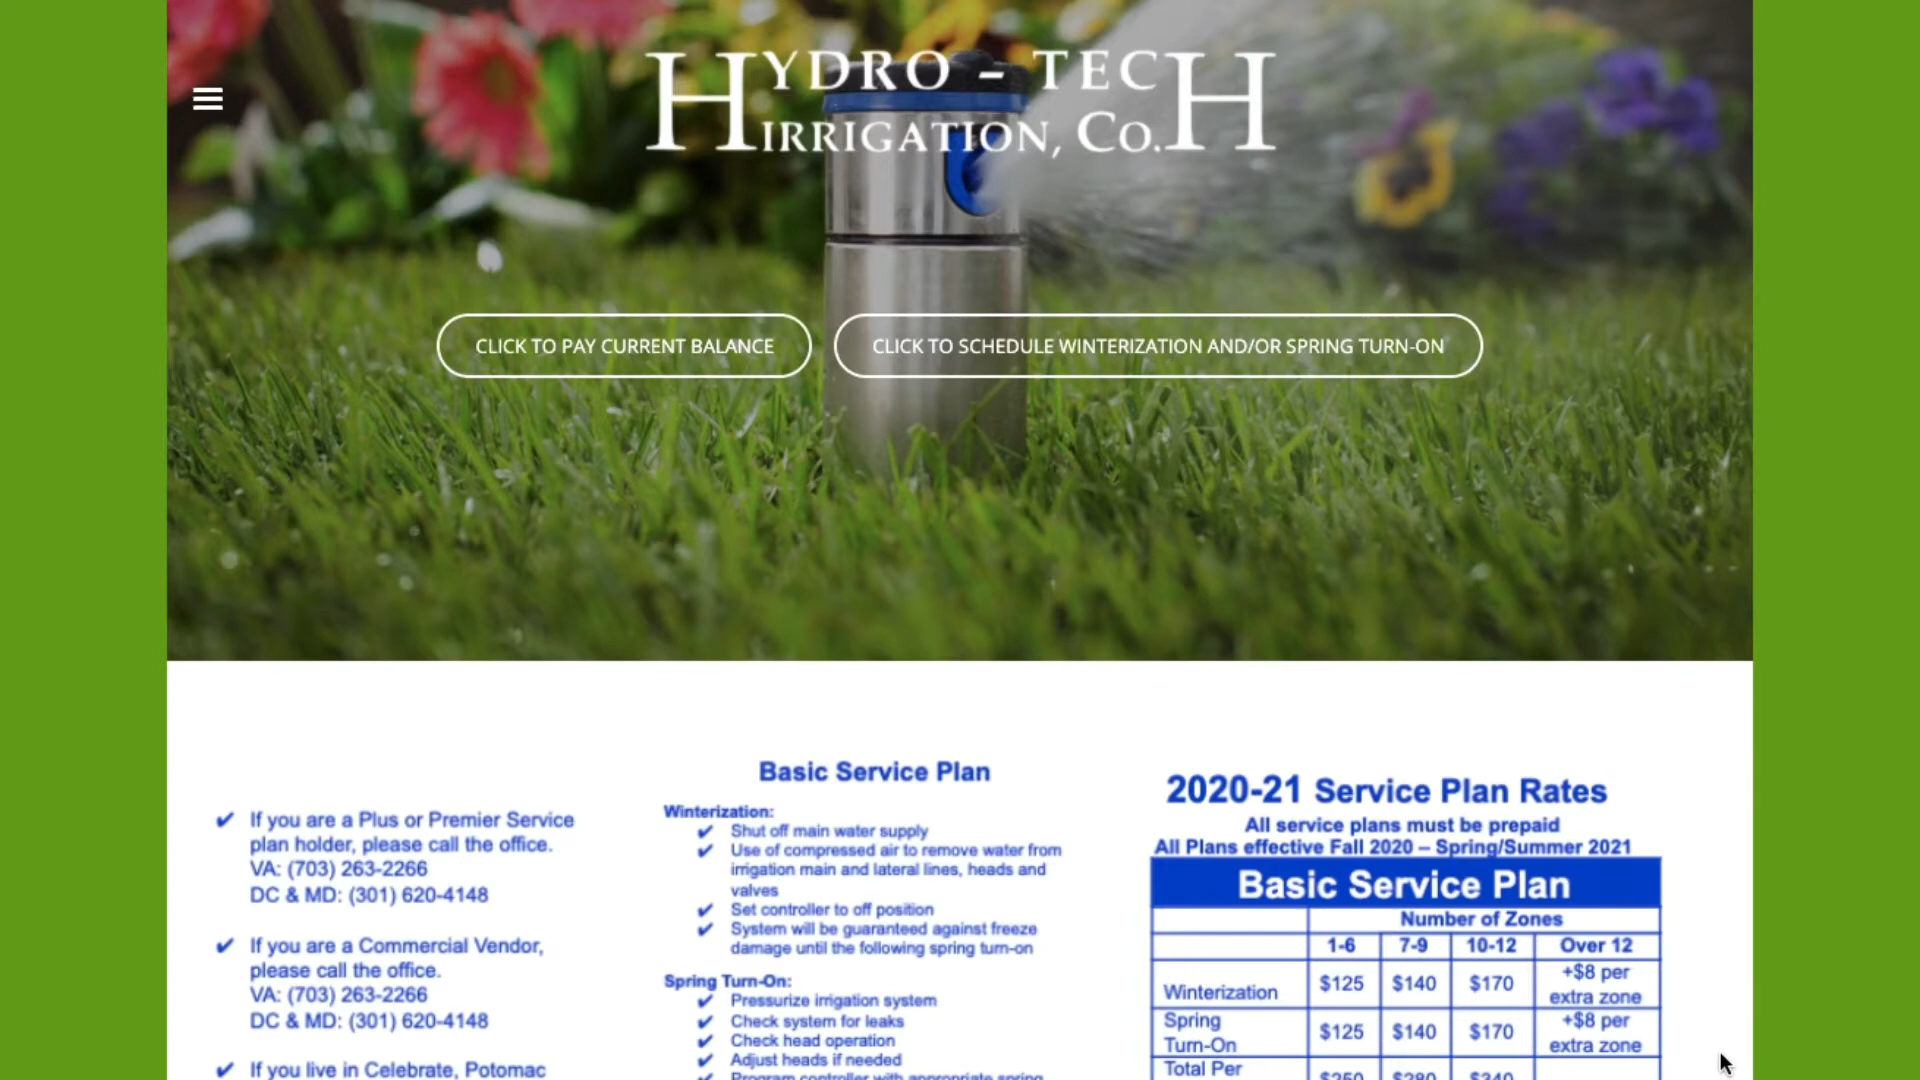 HYDRO - TECH
IRRIGATION, CO.
CLICK TO PAY CURRENT BALANCE
CLICK TO SCHEDULE WINTERIZATION AND/OR SPRING TURN-ON
✔ If you are a Plus or Premier Service
plan holder, please call the office.
VA: (703) 263-2266
DC & MD: (301) 620-4148
✔ If you are a Commercial Vendor,
please call the office.
VA: (703) 263-2266
DC & MD: (301) 620-4148
✔ If you live in Celebrate, Potomac
Basic Service Plan
Winterization:
✔ Shut off main water supply
✔ Use of compressed air to remove water from
irrigation main and lateral lines, heads and
valves
✔ Set controller to off position
✔ System will be guaranteed against freeze
damage until the following spring turn-on
Spring Turn-On:
✔ Pressurize irrigation system
✔ Check system for leaks
✔ Check head operation
✔ Adjust heads if needed
✔ Program controller with appropriate spring
2020-21 Service Plan Rates
All service plans must be prepaid
All Plans effective Fall 2020 – Spring/Summer 2021
Basic Service Plan
Number of Zones
1-6 7-9 10-12 Over 12
Winterization $125 $140 $170 +$8 per
extra zone
Spring
Turn-On $125 $140 $170 +$8 per
extra zone
Total Per
$250 $280 $340